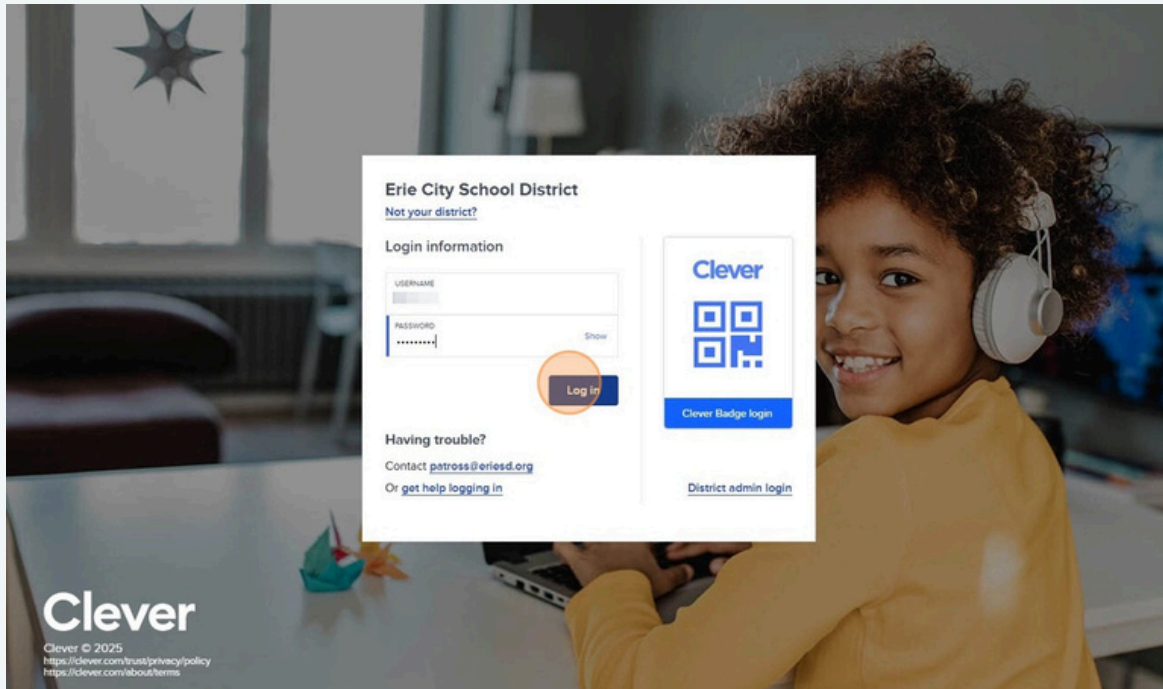 Erie City School District
Not your district?
Login information
USERNAME
PASSWORD
•••••••••
Show
Log in
Having trouble?
Contact patross@eriesd.org
Or get help logging in
Clever
Clever Badge login
District admin login
Clever
Clever © 2025
https://clever.com/trust/privacy/policy
https://clever.com/about/terms